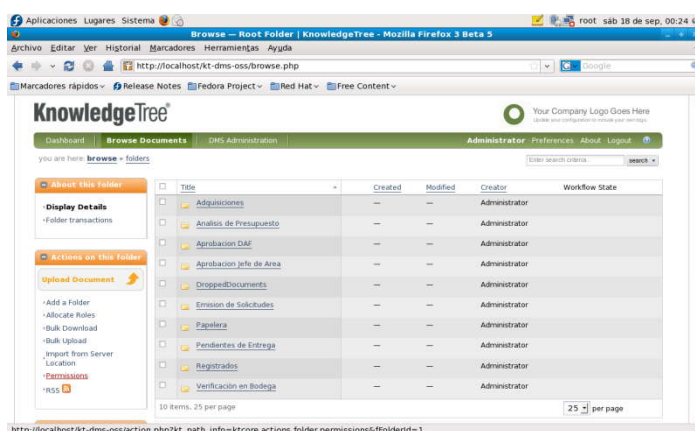 Aplicaciones Lugares Sistema root sáb 18 de sep, 00:24
Browse — Root Folder | KnowledgeTree - Mozilla Firefox 3 Beta 5
Archivo Editar Ver Historial Marcadores Herramientas Ayuda
http://localhost/kt-dms-oss/browse.php Google
Marcadores rápidos Release Notes Fedora Project Red Hat Free Content
KnowledgeTree
Your Company Logo Goes Here
Dashboard Browse Documents DMS Administration Administrator Preferences About Logout
you are here: browse » folders Enter search criteria... search
About this folder
Display Details
Folder transactions
Actions on this folder
Upload Document
Add a Folder
Allocate Roles
Bulk Download
Bulk Upload
Import from Server
Location
Permissions
RSS
Title Created Modified Creator Workflow State
Adquisiciones — — Administrator
Analisis de Presupuesto — — Administrator
Aprobacion DAF — — Administrator
Aprobacion Jefe de Area — — Administrator
DroppedDocuments — — Administrator
Emision de Solicitudes — — Administrator
Papelera — — Administrator
Pendientes de Entrega — — Administrator
Registrados — — Administrator
Verificación en Bodega — — Administrator
10 items, 25 per page 25 per page
http://localhost/kt-dms-oss/action.php?kt_path_info=ktcore.actions.folder.permissions&fFolderId=1